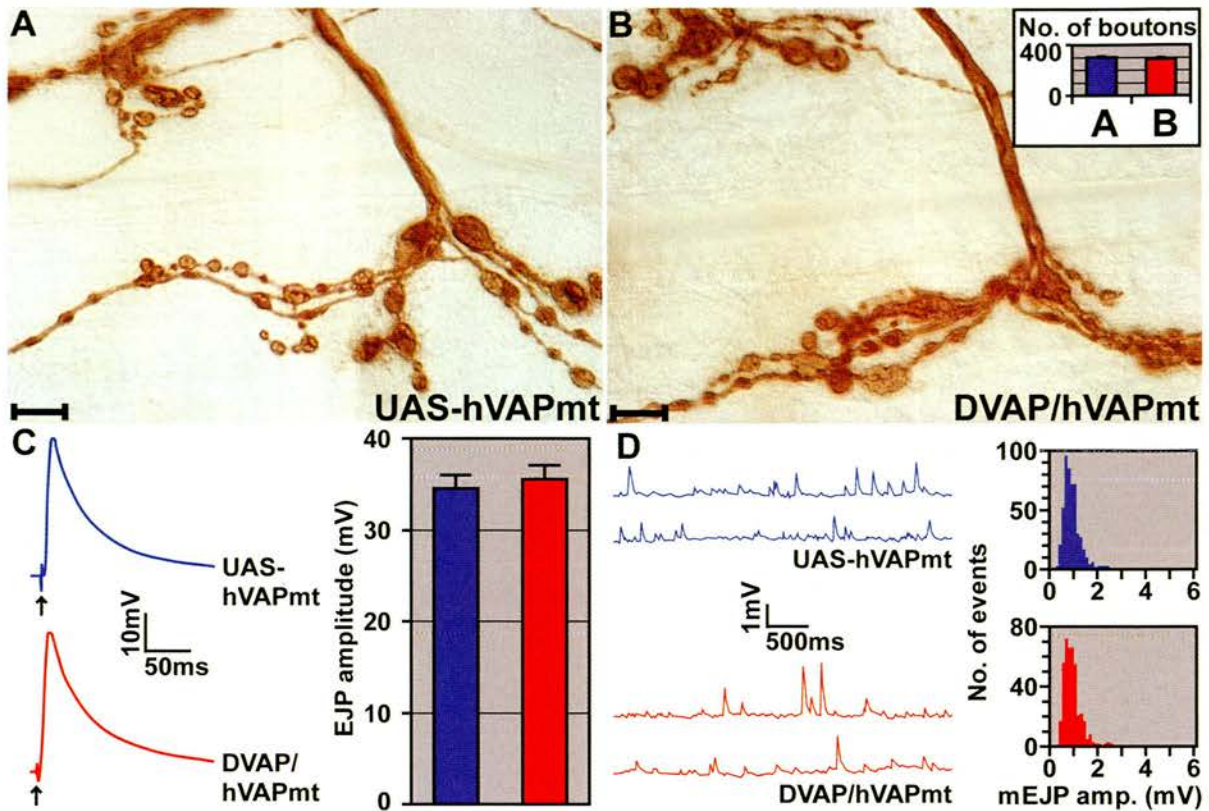 A
B
No. of boutons
400
0
A
B
UAS-hVAPmt
DVAP/hVAPmt
C
UAS-
hVAPmt
10mV
50ms
DVAP/
hVAPmt
EJP amplitude (mV)
40
30
20
10
0
D
UAS-hVAPmt
1mV
500ms
DVAP/hVAPmt
No. of events
100
50
0
0
2
4
6
80
40
0
0
2
4
6
mEJP amp. (mV)